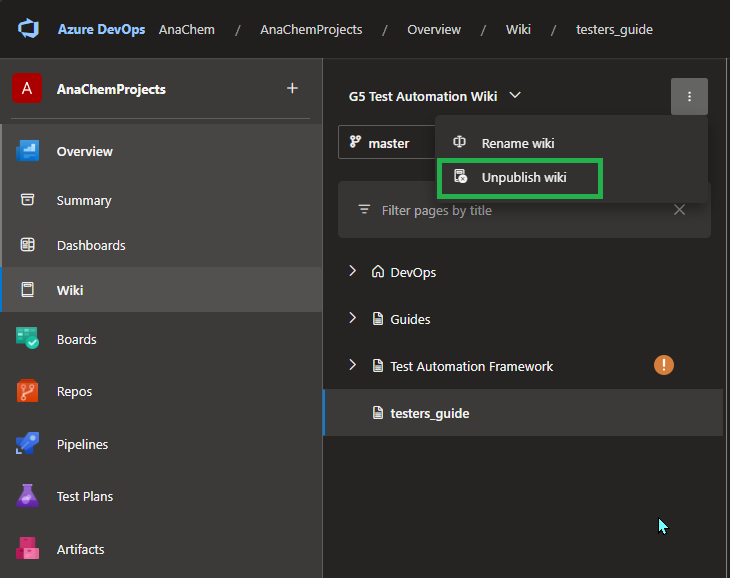 Azure DevOps AnaChem / AnaChemProjects / Overview / Wiki / testers_guide
A AnaChemProjects +
Overview
Summary
Dashboards
Wiki
Boards
Repos
Pipelines
Test Plans
Artifacts
G5 Test Automation Wiki
master
Rename wiki
Unpublish wiki
Filter pages by title
DevOps
Guides
Test Automation Framework
testers_guide